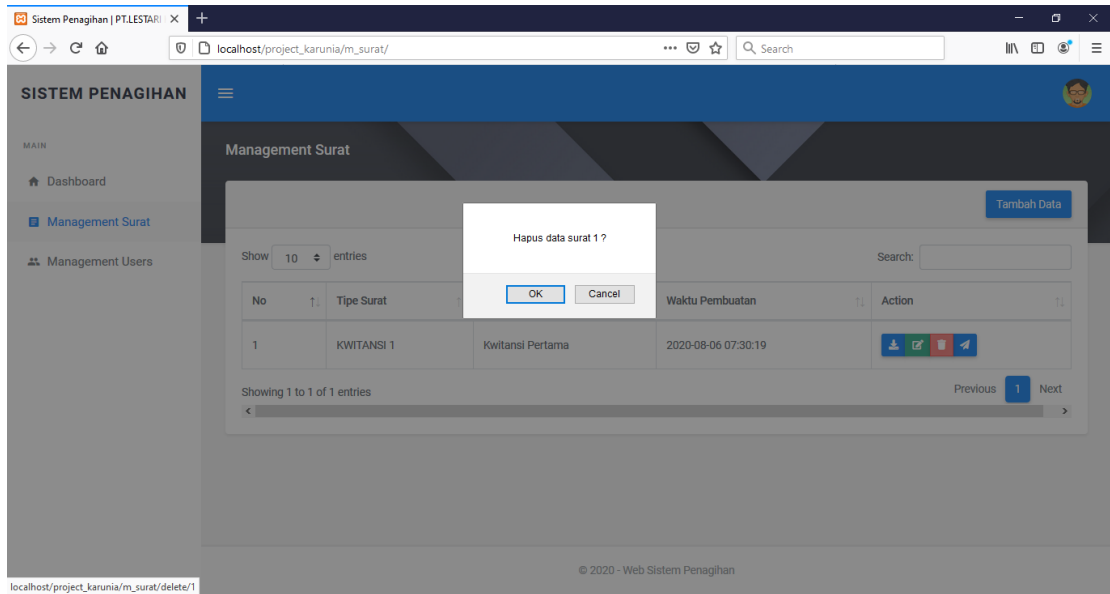 Sistem Penagihan | PT.LESTARI
localhost/project_karunia/m_surat/
Search
SISTEM PENAGIHAN
MAIN
Dashboard
Management Surat
Management Users
Management Surat
Tambah Data
Hapus data surat 1 ?
OK Cancel
Show 10 entries
Search:
No Tipe Surat Waktu Pembuatan Action
1 KWITANSI 1 Kwitansi Pertama 2020-08-06 07:30:19
Showing 1 to 1 of 1 entries
Previous 1 Next
© 2020 - Web Sistem Penagihan
localhost/project_karunia/m_surat/delete/1